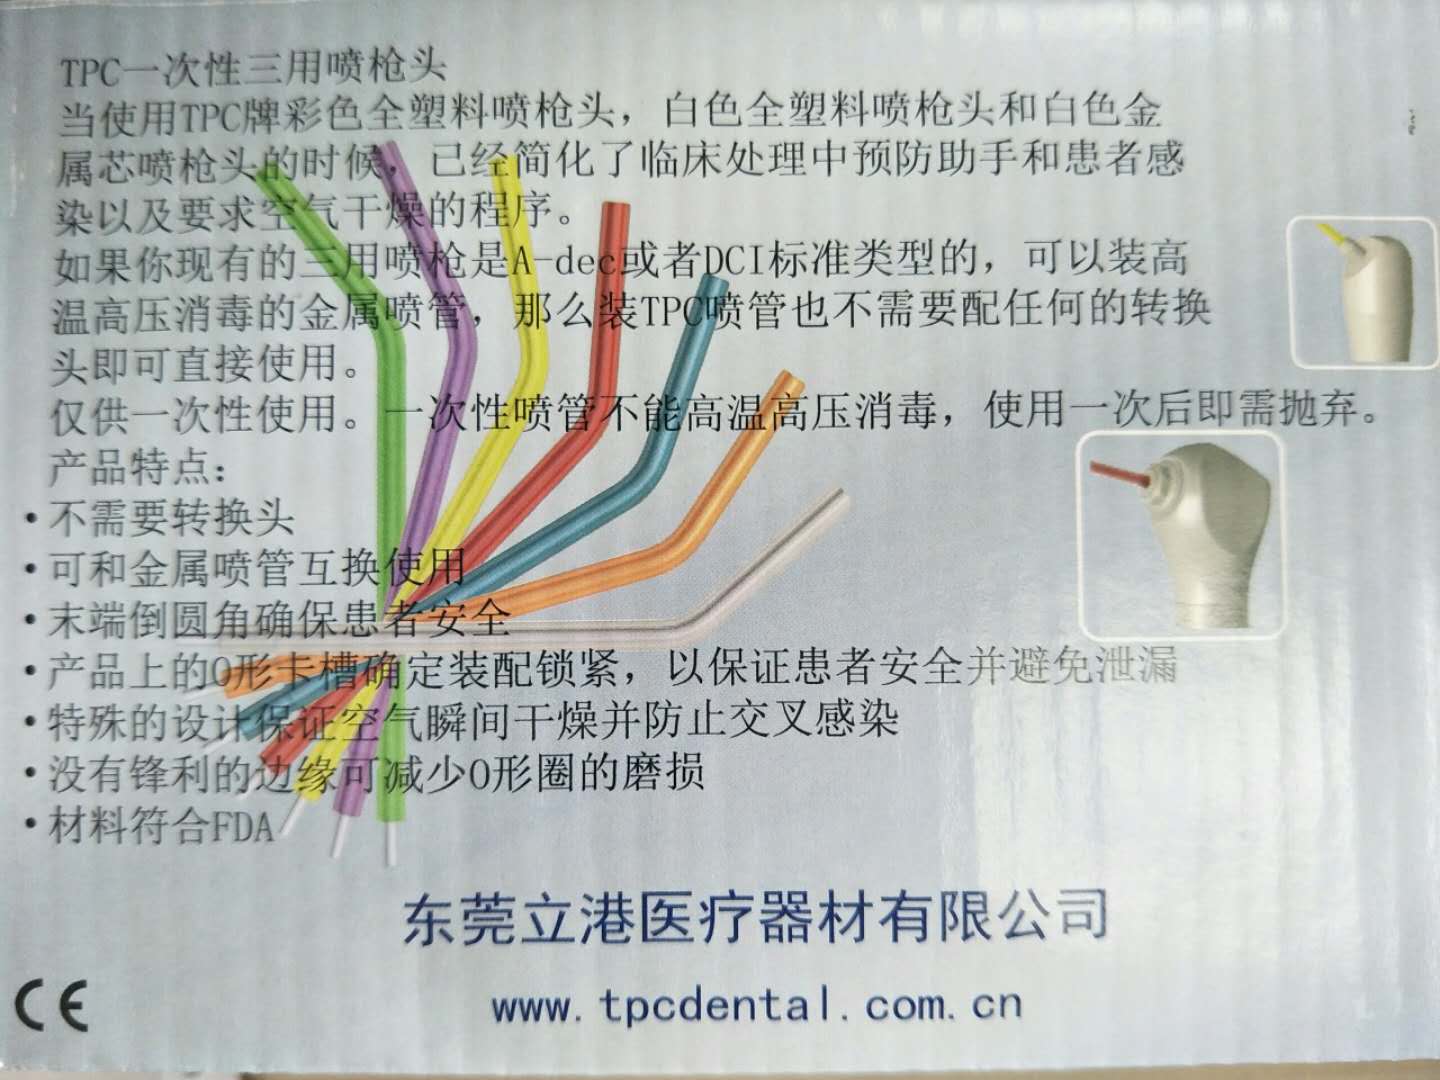 TPC一次性三用喷枪头
当使用TPC牌彩色全塑料喷枪头，白色全塑料喷枪头和白色金
属芯喷枪头的时候，已经简化了临床处理中预防助手和患者感
染以及要求空气干燥的程序。
如果你现有的三用喷枪是A-dec或者DCI标准类型的，可以装高
温高压消毒的金属喷管，那么装TPC喷管也不需要配任何的转换
头即可直接使用。
仅供一次性使用。一次性喷管不能高温高压消毒，使用一次后即需抛弃。
产品特点：
·不需要转换头
·可和金属喷管互换使用
·末端倒圆角确保患者安全
·产品上的O形卡槽确定装配锁紧，以保证患者安全并避免泄漏
·特殊的设计保证空气瞬间干燥并防止交叉感染
·没有锋利的边缘可减少O形圈的磨损
·材料符合FDA
东莞立港医疗器材有限公司
CE
www.tpcdental.com.cn